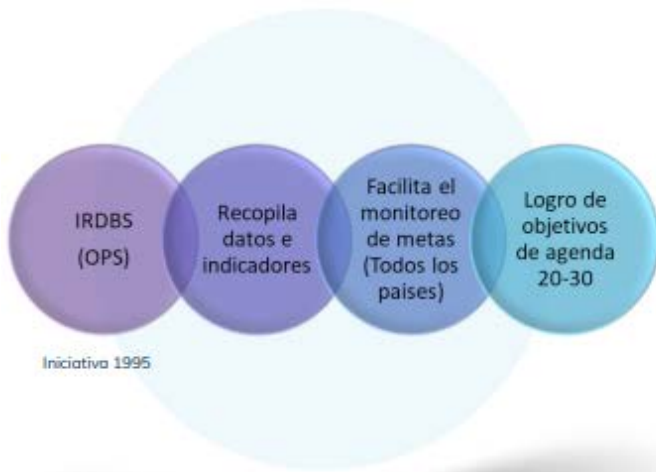 IRDBS
(OPS)
Recopila
datos e
indicadores
Facilita el
monitoreo
de metas
(Todos los
paises)
Logro de
objetivos
de agenda
20-30
Iniciativa 1995